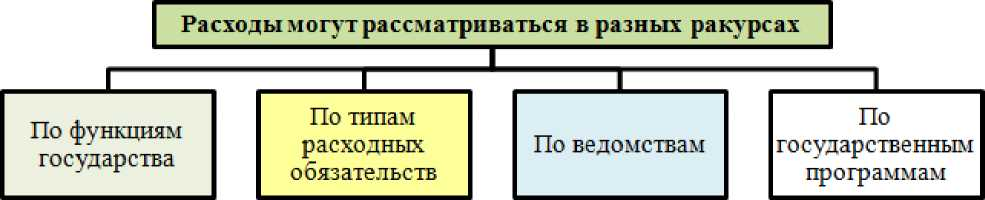 Расходы могут рассматриваться в разных ракурсах
По функциям
государства
По типам
расходных
обязательств
По ведомствам
По
государственным
программам